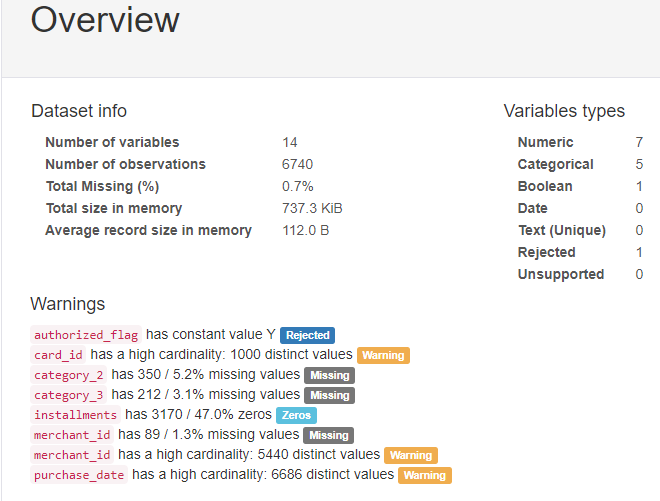 Overview
Dataset info
Number of variables 14
Number of observations 6740
Total Missing (%) 0.7%
Total size in memory 737.3 KiB
Average record size in memory 112.0 B
Variables types
Numeric 7
Categorical 5
Boolean 1
Date 0
Text (Unique) 0
Rejected 1
Unsupported 0
Warnings
authorized_flag has constant value Y Rejected
card_id has a high cardinality: 1000 distinct values Warning
category_2 has 350 / 5.2% missing values Missing
category_3 has 212 / 3.1% missing values Missing
installments has 3170 / 47.0% zeros Zeros
merchant_id has 89 / 1.3% missing values Missing
merchant_id has a high cardinality: 5440 distinct values Warning
purchase_date has a high cardinality: 6686 distinct values Warning